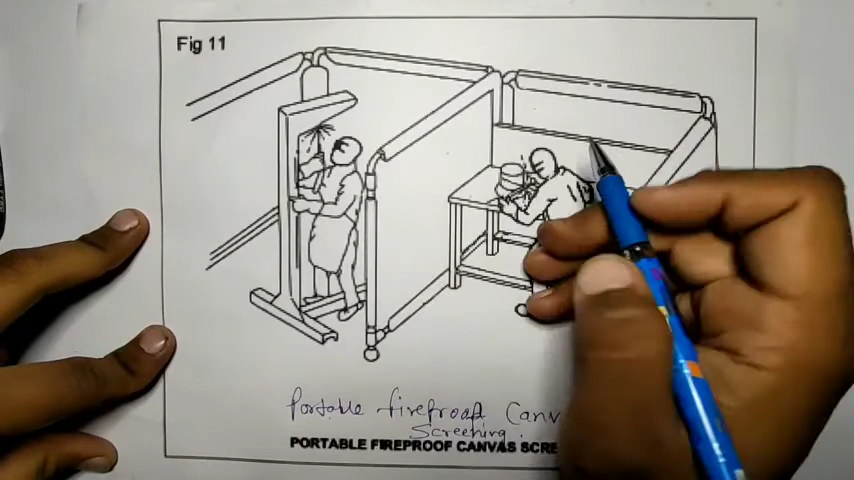 Fig 11
Portable fireproof Canv
Screening.
PORTABLE FIREPROOF CANVAS SCRE